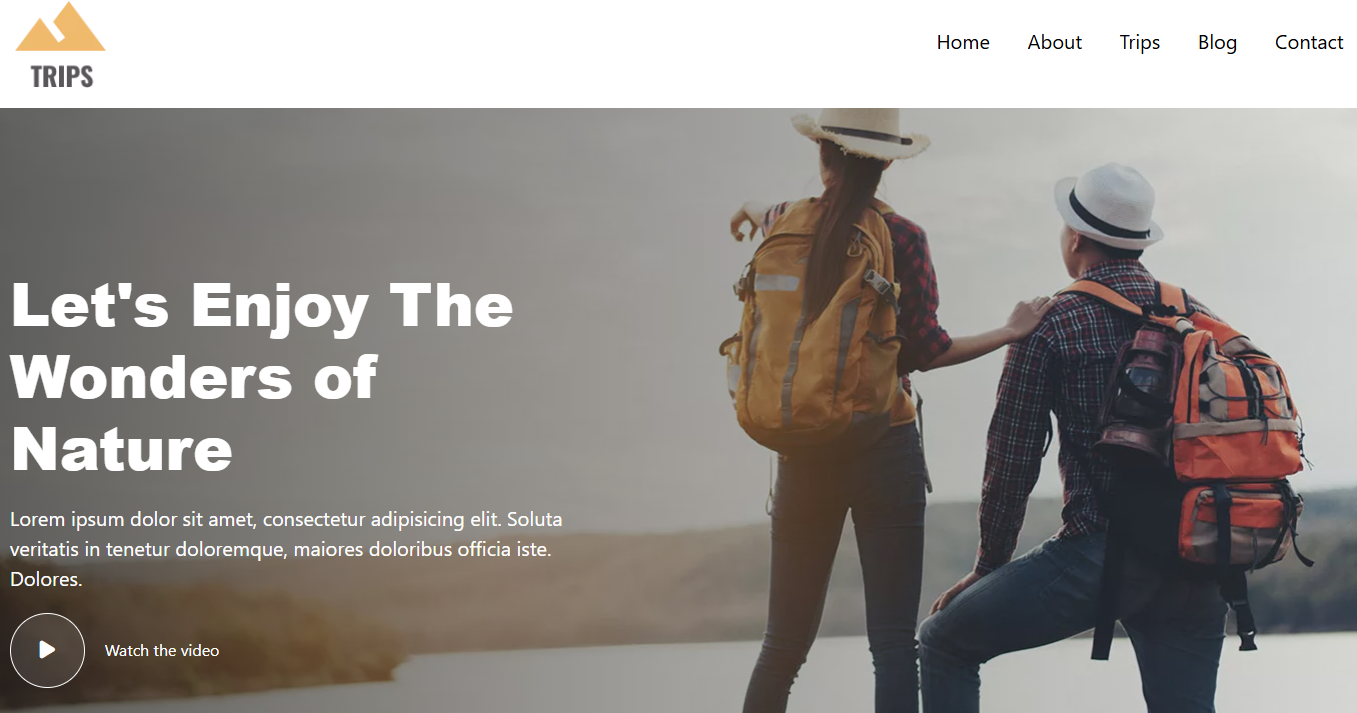 TRIPS
Home About Trips Blog Contact
Let's Enjoy The
Wonders of
Nature
Lorem ipsum dolor sit amet, consectetur adipisicing elit. Soluta
veritatis in tenetur doloremque, maiores doloribus officia iste.
Dolores.
Watch the video